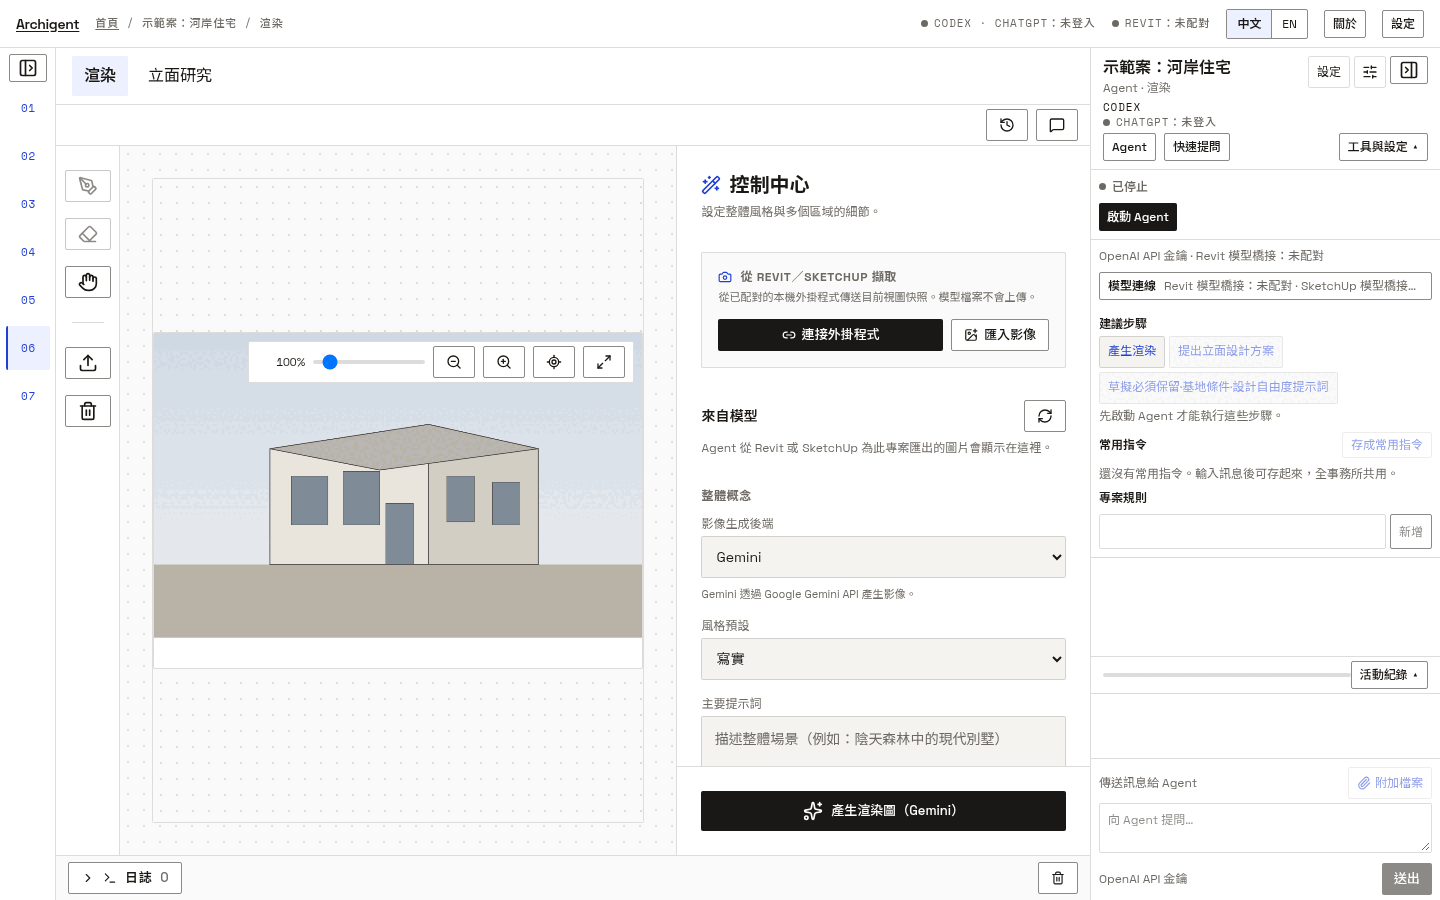 Archigent
首頁 / 示範案：河岸住宅 / 渲染
CODEX · CHATGPT：未登入
REVIT：未配對
中文
EN
關於
設定
01
02
03
04
05
06
07
渲染
立面研究
100%
控制中心
設定整體風格與多個區域的細節。
從 REVIT／SKETCHUP 擷取
從已配對的本機外掛程式傳送目前視圖快照。模型檔案不會上傳。
連接外掛程式
匯入影像
來自模型
Agent 從 Revit 或 SketchUp 為此專案匯出的圖片會顯示在這裡。
整體概念
影像生成後端
Gemini
Gemini 透過 Google Gemini API 產生影像。
風格預設
寫實
主要提示詞
描述整體場景（例如：陰天森林中的現代別墅）
產生渲染圖（Gemini）
日誌 0
示範案：河岸住宅
設定
Agent · 渲染
CODEX
CHATGPT：未登入
Agent
快速提問
工具與設定
已停止
啟動 Agent
OpenAI API 金鑰 · Revit 模型橋接：未配對
模型連線 Revit 模型橋接：未配對 · SketchUp 模型橋接...
建議步驟
產生渲染
提出立面設計方案
草擬必須保留·基地條件·設計自由度提示詞
先啟動 Agent 才能執行這些步驟。
常用指令
存成常用指令
還沒有常用指令。輸入訊息後可存起來，全事務所共用。
專案規則
新增
活動紀錄
傳送訊息給 Agent
附加檔案
向 Agent 提問...
OpenAI API 金鑰
送出